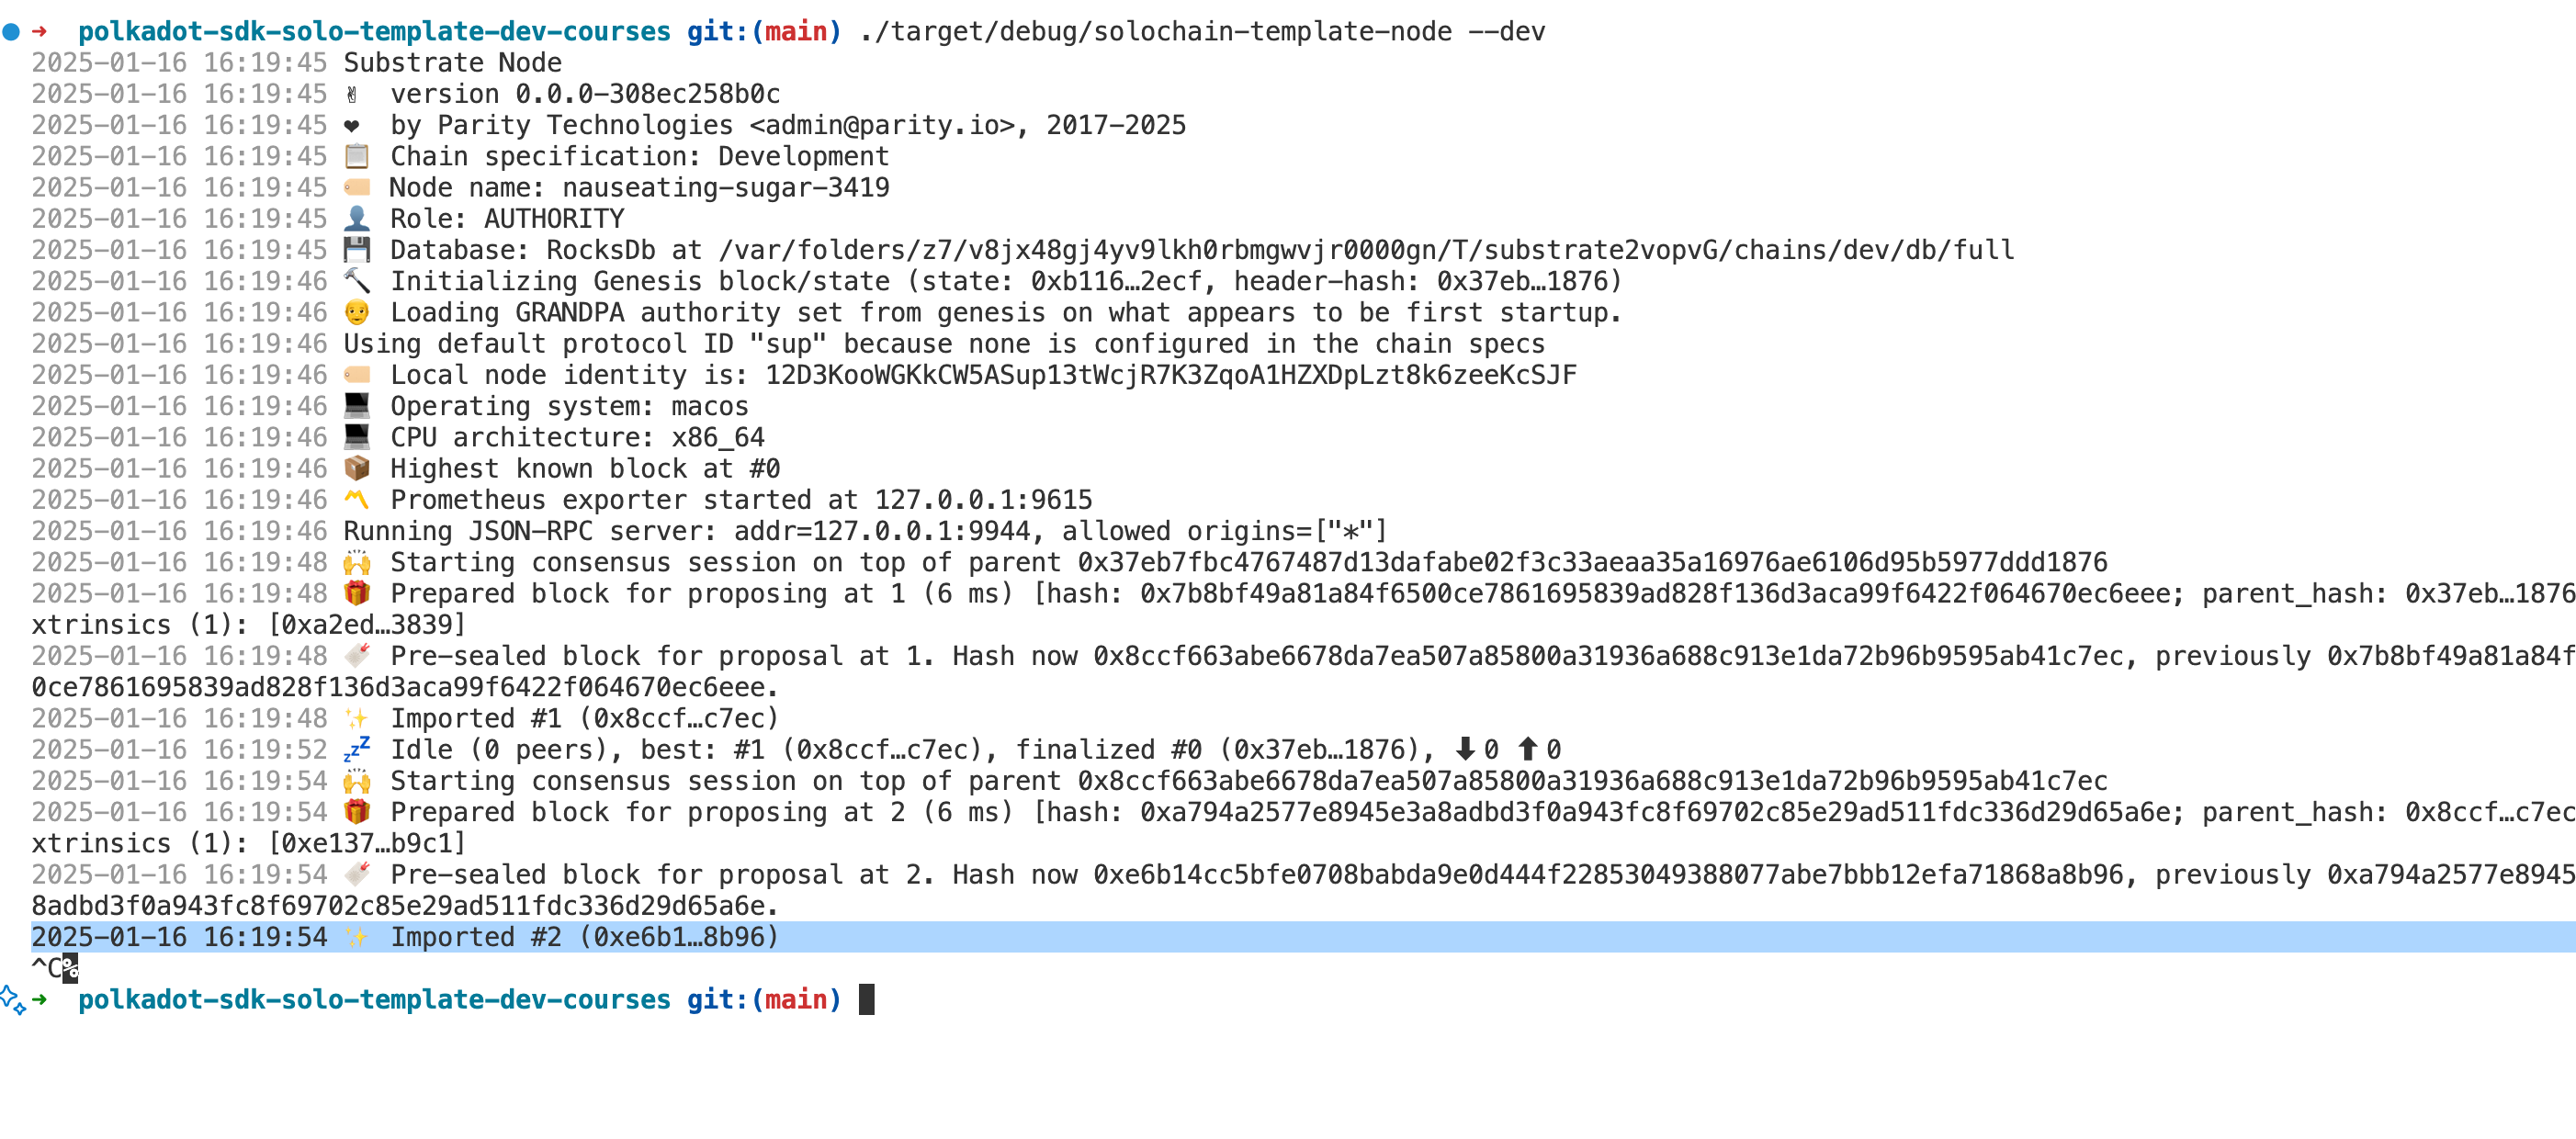 ➜  polkadot-sdk-solo-template-dev-courses git:(main) ./target/debug/solochain-template-node --dev
2025-01-16 16:19:45 Substrate Node
2025-01-16 16:19:45 ✌️  version 0.0.0-308ec258b0c
2025-01-16 16:19:45 ❤️  by Parity Technologies <admin@parity.io>, 2017-2025
2025-01-16 16:19:45 📋 Chain specification: Development
2025-01-16 16:19:45 🏷 Node name: nauseating-sugar-3419
2025-01-16 16:19:45 👤 Role: AUTHORITY
2025-01-16 16:19:45 💾 Database: RocksDb at /var/folders/z7/v8jx48gj4yv9lkh0rbmgwvjr0000gn/T/substrate2vopvG/chains/dev/db/full
2025-01-16 16:19:46 🔨 Initializing Genesis block/state (state: 0xb116…2ecf, header-hash: 0x37eb…1876)
2025-01-16 16:19:46 👴 Loading GRANDPA authority set from genesis on what appears to be first startup.
2025-01-16 16:19:46 Using default protocol ID "sup" because none is configured in the chain specs
2025-01-16 16:19:46 🏷 Local node identity is: 12D3KooWGKkCW5ASup13tWcjR7K3ZqoA1HZXDpLzt8k6zeeKcSJF
2025-01-16 16:19:46 💻 Operating system: macos
2025-01-16 16:19:46 💻 CPU architecture: x86_64
2025-01-16 16:19:46 📦 Highest known block at #0
2025-01-16 16:19:46 〽️ Prometheus exporter started at 127.0.0.1:9615
2025-01-16 16:19:46 Running JSON-RPC server: addr=127.0.0.1:9944, allowed origins=["*"]
2025-01-16 16:19:48 🙌 Starting consensus session on top of parent 0x37eb7fbc4767487d13dafabe02f3c33aeaa35a16976ae6106d95b5977ddd1876
2025-01-16 16:19:48 🎁 Prepared block for proposing at 1 (6 ms) [hash: 0x7b8bf49a81a84f6500ce7861695839ad828f136d3aca99f6422f064670ec6eee; parent_hash: 0x37eb…1876
xtrinsics (1): [0xa2ed…3839]
2025-01-16 16:19:48 🔖 Pre-sealed block for proposal at 1. Hash now 0x8ccf663abe6678da7ea507a85800a31936a688c913e1da72b96b9595ab41c7ec, previously 0x7b8bf49a81a84f
0ce7861695839ad828f136d3aca99f6422f064670ec6eee.
2025-01-16 16:19:48 ✨ Imported #1 (0x8ccf…c7ec)
2025-01-16 16:19:52 💤 Idle (0 peers), best: #1 (0x8ccf…c7ec), finalized #0 (0x37eb…1876), ⬇ 0 ⬆ 0
2025-01-16 16:19:54 🙌 Starting consensus session on top of parent 0x8ccf663abe6678da7ea507a85800a31936a688c913e1da72b96b9595ab41c7ec
2025-01-16 16:19:54 🎁 Prepared block for proposing at 2 (6 ms) [hash: 0xa794a2577e8945e3a8adbd3f0a943fc8f69702c85e29ad511fdc336d29d65a6e; parent_hash: 0x8ccf…c7ec
xtrinsics (1): [0xe137…b9c1]
2025-01-16 16:19:54 🔖 Pre-sealed block for proposal at 2. Hash now 0xe6b14cc5bfe0708babda9e0d444f22853049388077abe7bbb12efa71868a8b96, previously 0xa794a2577e8945
8adbd3f0a943fc8f69702c85e29ad511fdc336d29d65a6e.
2025-01-16 16:19:54 ✨ Imported #2 (0xe6b1…8b96)
^C%
➜  polkadot-sdk-solo-template-dev-courses git:(main)